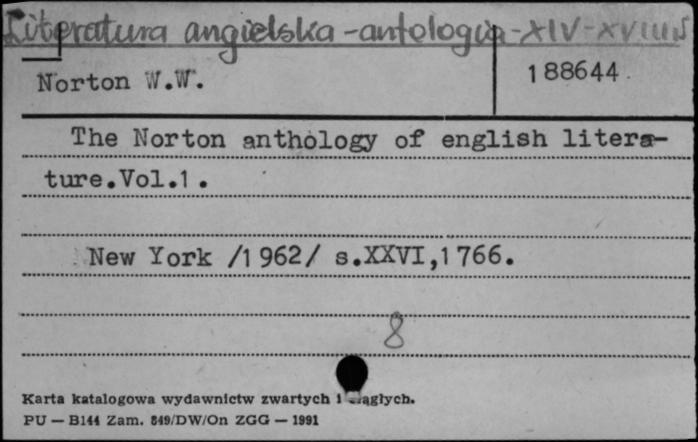 Literatura angielska - antologia - XIV - XVIII w
Norton W.W.
188644
The Norton anthology of english litera-
ture.Vol.1.
New York /1962/ s.XXVI,1766.
8
Karta katalogowa wydawnictw zwartych i ciągłych.
PU — B144 Zam. 849/DW/On ZGG — 1991